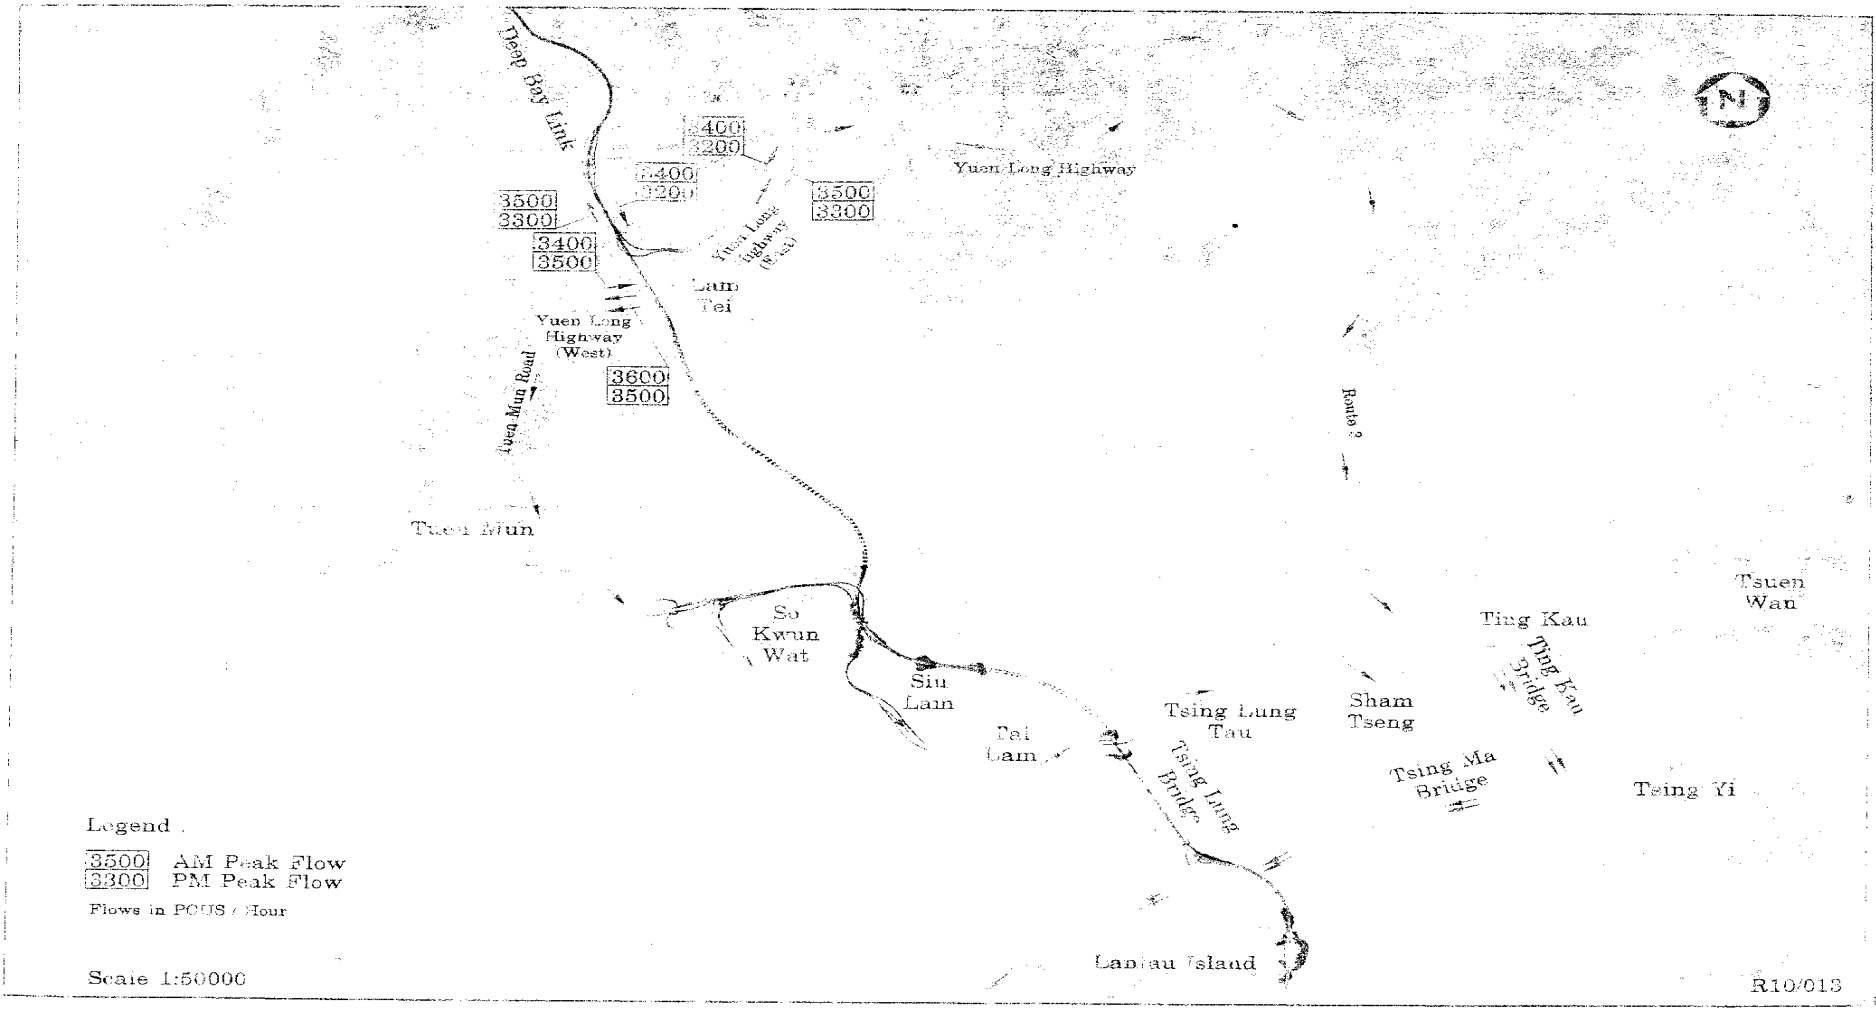 Deep Bay Link
N
3400
3200
3400
3200
3500
3300
3500
3300
3400
3500
Yuen Long Highway
Yuen Long
Highway
(East)
Lam
Tei
Yuen Long
Highway
(West)
3600
3500
Tuen Mun Road
Route 3
Tuen Mun
Tsuen
Wan
So
Kwun
Wat
Ting Kau
Ting Kau
Bridge
Siu
Lam
Sham
Tseng
Tsing Lung
Tau
Tai
Lam
Tsing Lung
Bridge
Tsing Ma
Bridge
Tsing Yi
Legend
3500 AM Peak Flow
3300 PM Peak Flow
Flows in PCUS / Hour
Lantau Island
Scale 1:50000
R10/013